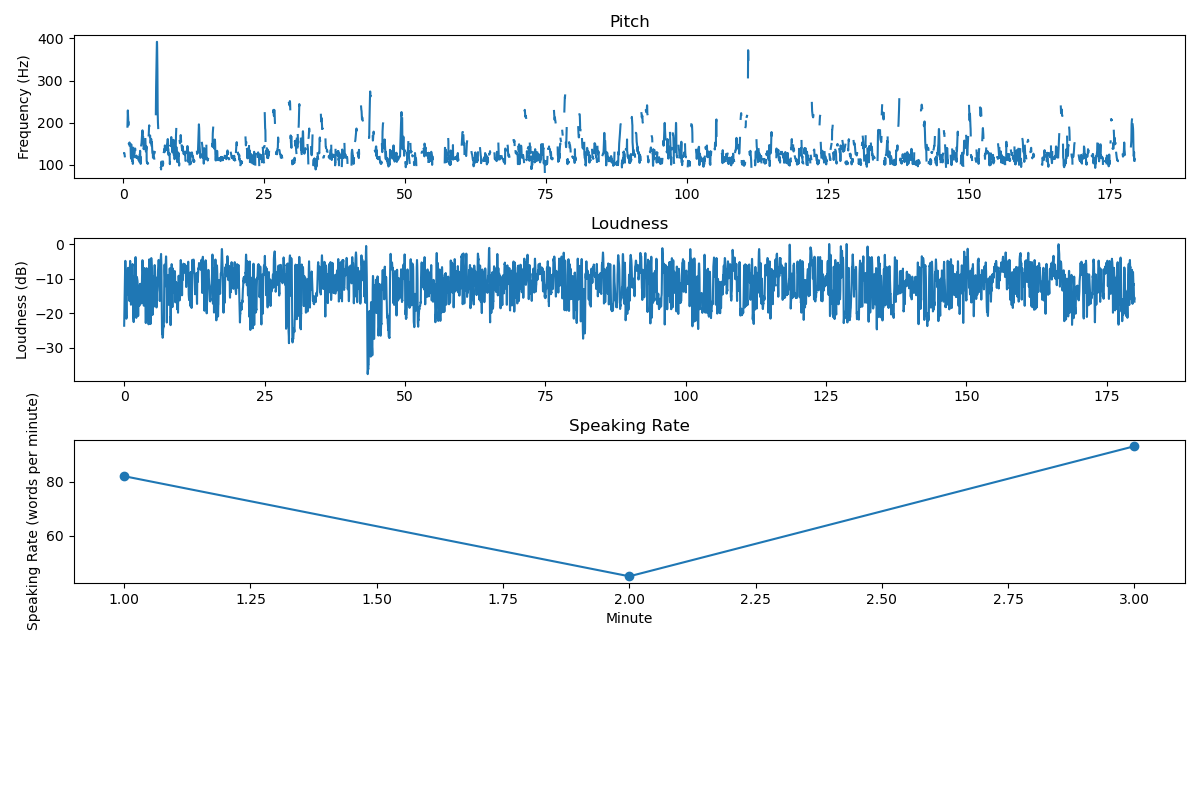 Pitch
Frequency (Hz)
400
300
200
100
0 25 50 75 100 125 150 175
Loudness
Loudness (dB)
0
−10
−20
−30
0 25 50 75 100 125 150 175
Speaking Rate
Speaking Rate (words per minute)
80
60
1.00 1.25 1.50 1.75 2.00 2.25 2.50 2.75 3.00
Minute